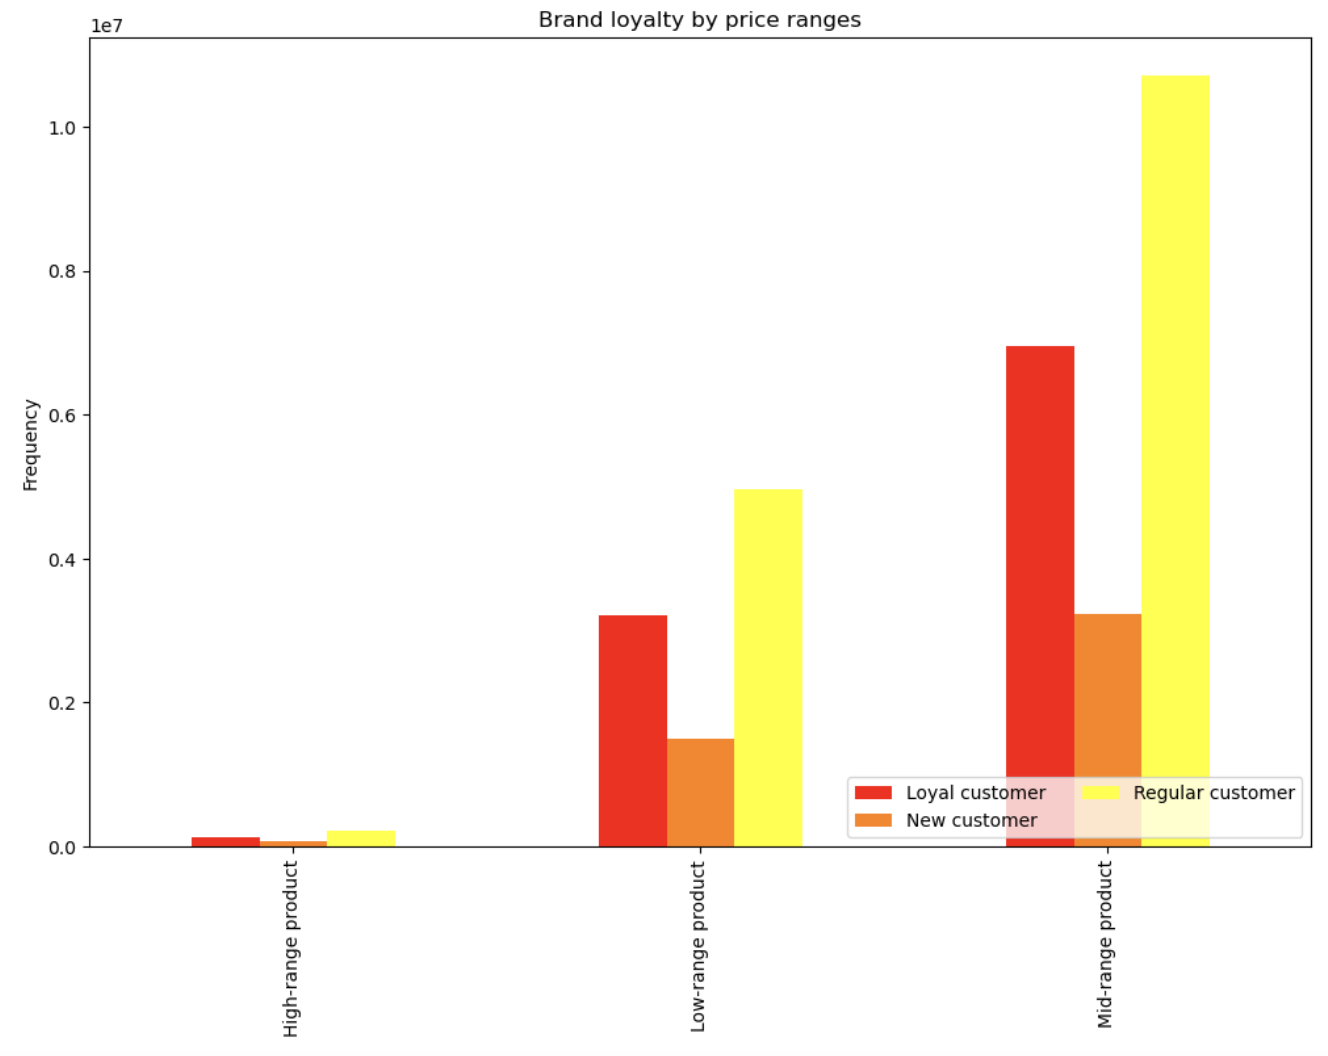 Brand loyalty by price ranges
1e7
1.0
0.8
0.6
0.4
0.2
0.0
Frequency
High-range product
Low-range product
Mid-range product
Loyal customer
New customer
Regular customer